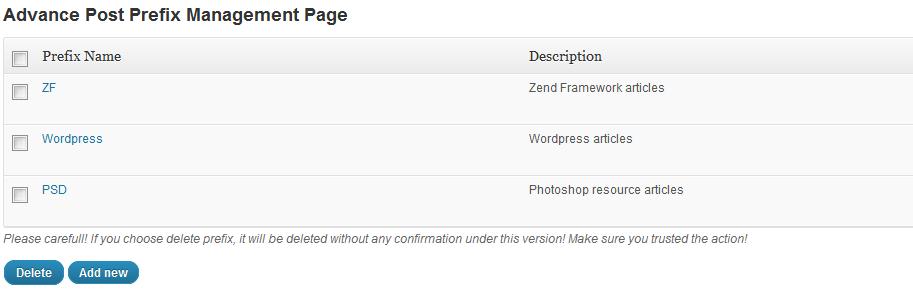 Advance Post Prefix Management Page
Prefix Name Description
ZF Zend Framework articles
Wordpress Wordpress articles
PSD Photoshop resource articles
Please carefull! If you choose delete prefix, it will be deleted without any confirmation under this version! Make sure you trusted the action!
Delete Add new